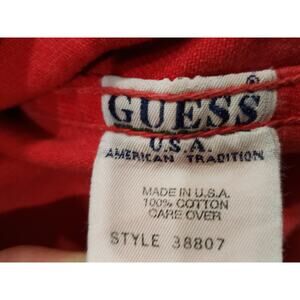 GUESS®
U.S.A.
AMERICAN TRADITION
MADE IN U.S.A.
100% COTTON
CARE OVER
STYLE 38807